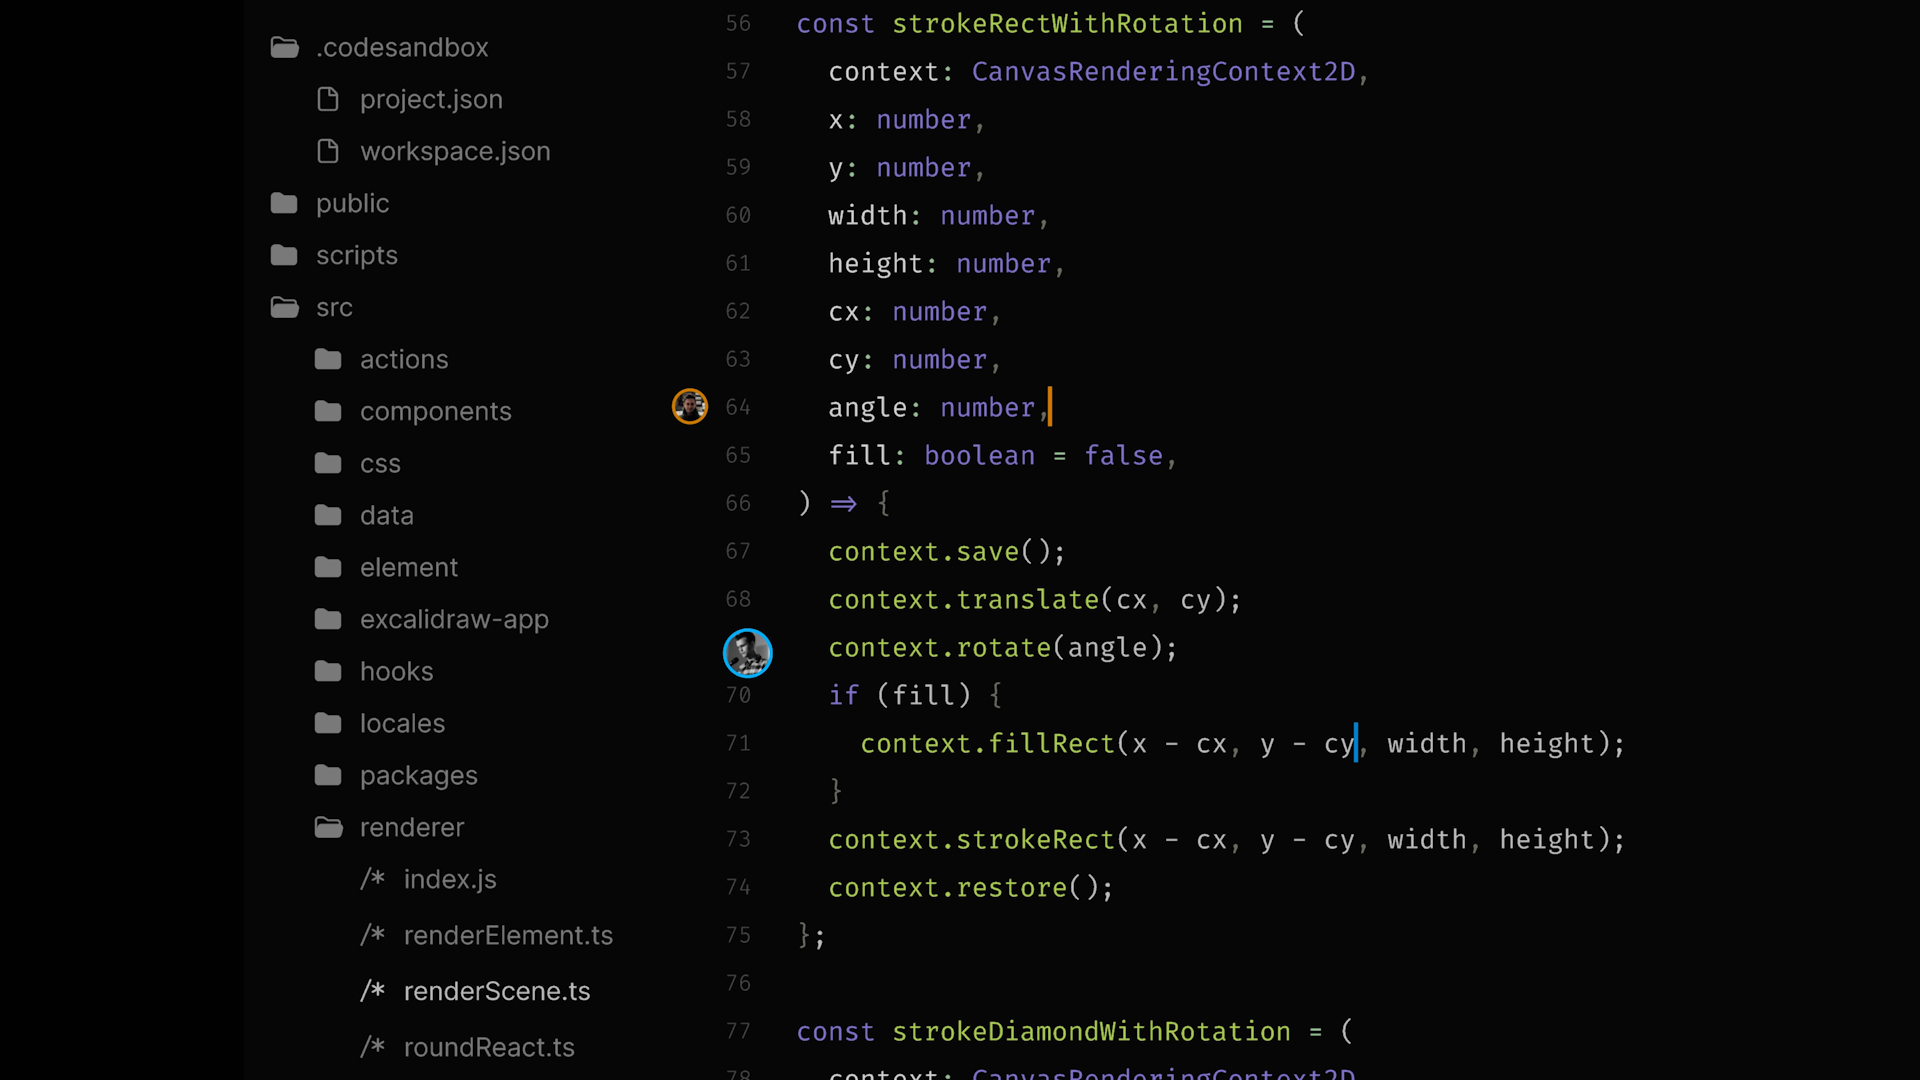 .codesandbox
project.json
workspace.json
public
scripts
src
actions
components
css
data
element
excalidraw-app
hooks
locales
packages
renderer
/* index.js
/* renderElement.ts
/* renderScene.ts
/* roundReact.ts
56 const strokeRectWithRotation = (
57 context: CanvasRenderingContext2D,
58 x: number,
59 y: number,
60 width: number,
61 height: number,
62 cx: number,
63 cy: number,
64 angle: number,
65 fill: boolean = false,
66 ) => {
67 context.save();
68 context.translate(cx, cy);
context.rotate(angle);
70 if (fill) {
71 context.fillRect(x - cx, y - cy, width, height);
72 }
73 context.strokeRect(x - cx, y - cy, width, height);
74 context.restore();
75 };
76
77 const strokeDiamondWithRotation = (
78 context: CanvasRenderingContext2D